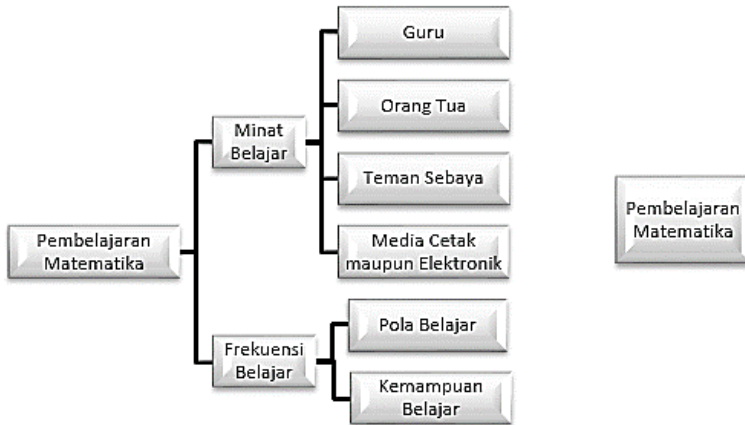 Pembelajaran
Matematika
Minat
Belajar
Guru
Orang Tua
Teman Sebaya
Media Cetak
maupun Elektronik
Frekuensi
Belajar
Pola Belajar
Kemampuan
Belajar
Pembelajaran
Matematika